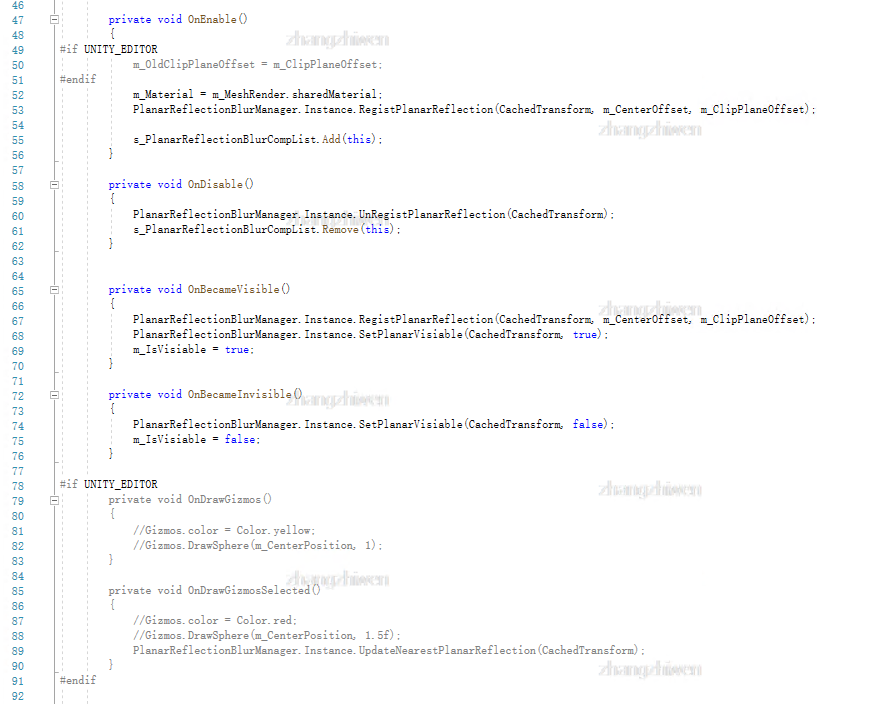 46
47 private void OnEnable()
48 {
49 #if UNITY_EDITOR
50 m_OldClipPlaneOffset = m_ClipPlaneOffset;
51 #endif
52 m_Material = m_MeshRender.sharedMaterial;
53 PlanarReflectionBlurManager.Instance.RegistPlanarReflection(CachedTransform, m_CenterOffset, m_ClipPlaneOffset);
54
55 s_PlanarReflectionBlurCompList.Add(this);
56 }
57
58 private void OnDisable()
59 {
60 PlanarReflectionBlurManager.Instance.UnRegistPlanarReflection(CachedTransform);
61 s_PlanarReflectionBlurCompList.Remove(this);
62 }
63
64
65 private void OnBecameVisible()
66 {
67 PlanarReflectionBlurManager.Instance.RegistPlanarReflection(CachedTransform, m_CenterOffset, m_ClipPlaneOffset);
68 PlanarReflectionBlurManager.Instance.SetPlanarVisiable(CachedTransform, true);
69 m_IsVisiable = true;
70 }
71
72 private void OnBecameInvisible()
73 {
74 PlanarReflectionBlurManager.Instance.SetPlanarVisiable(CachedTransform, false);
75 m_IsVisiable = false;
76 }
77
78 #if UNITY_EDITOR
79 private void OnDrawGizmos()
80 {
81 //Gizmos.color = Color.yellow;
82 //Gizmos.DrawSphere(m_CenterPosition, 1);
83 }
84
85 private void OnDrawGizmosSelected()
86 {
87 //Gizmos.color = Color.red;
88 //Gizmos.DrawSphere(m_CenterPosition, 1.5f);
89 PlanarReflectionBlurManager.Instance.UpdateNearestPlanarReflection(CachedTransform);
90 }
91 #endif
92